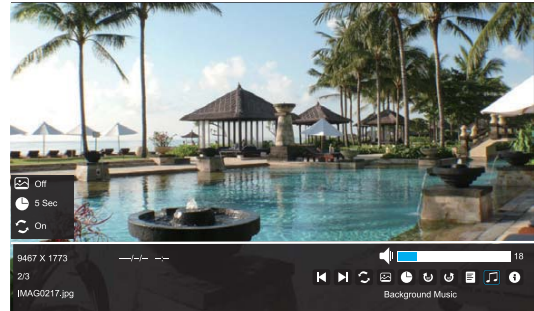 Off
5 Sec
On
9467 X 1773 —/–/– –:–
18
2/3
IMAG0217.jpg
Background Music